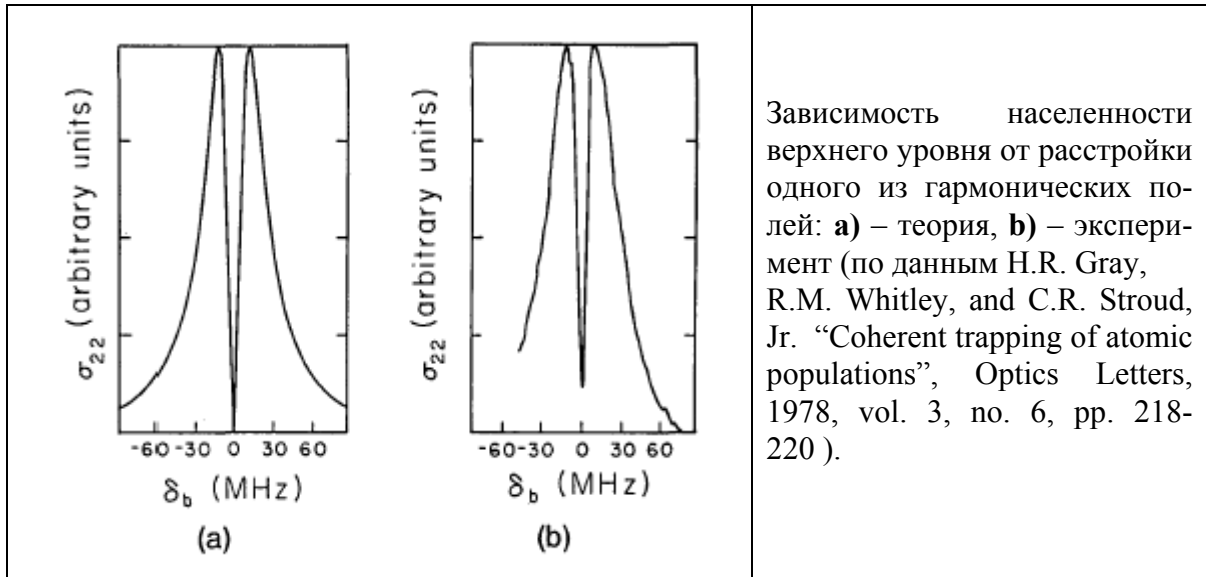 σ22 (arbitrary units)
-60 -30 0 30 60
δb (MHz)
(a)
σ22 (arbitrary units)
-60 -30 0 30 60
δb (MHz)
(b)
Зависимость населенности
верхнего уровня от расстройки
одного из гармонических по-
лей: a) – теория, b) – экспери-
мент (по данным H.R. Gray,
R.M. Whitley, and C.R. Stroud,
Jr. “Coherent trapping of atomic
populations”, Optics Letters,
1978, vol. 3, no. 6, pp. 218-
220 ).